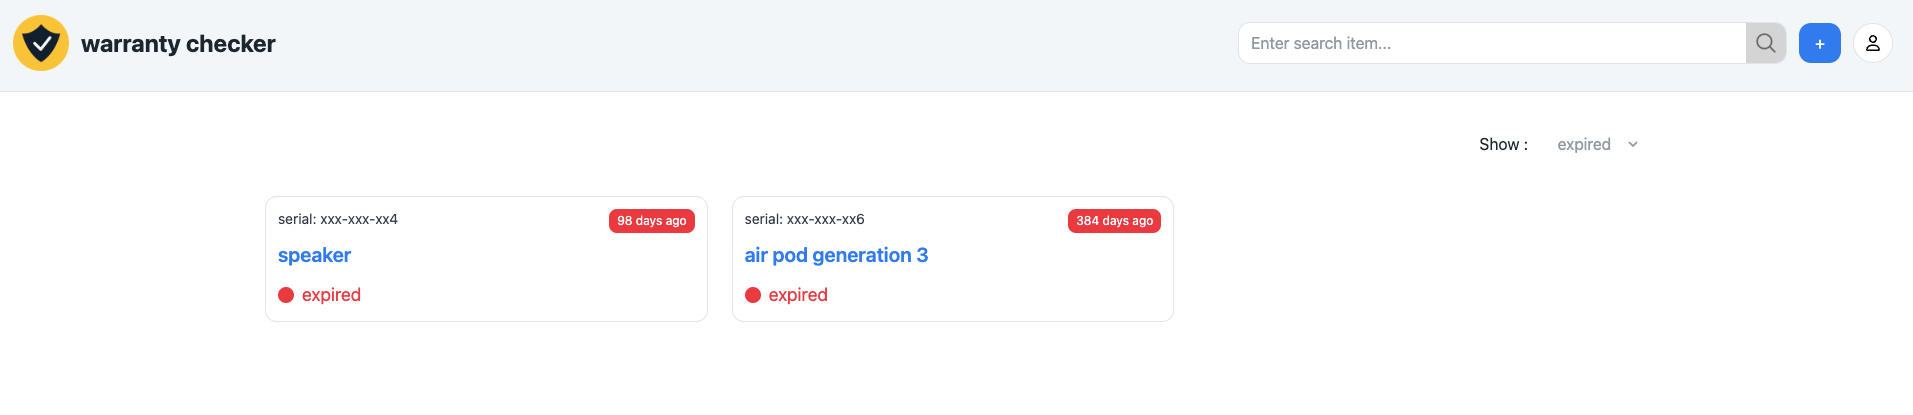 warranty checker
Enter search item...
+
Show :
expired
serial: xxx-xxx-xx4
98 days ago
speaker
expired
serial: xxx-xxx-xx6
384 days ago
air pod generation 3
expired